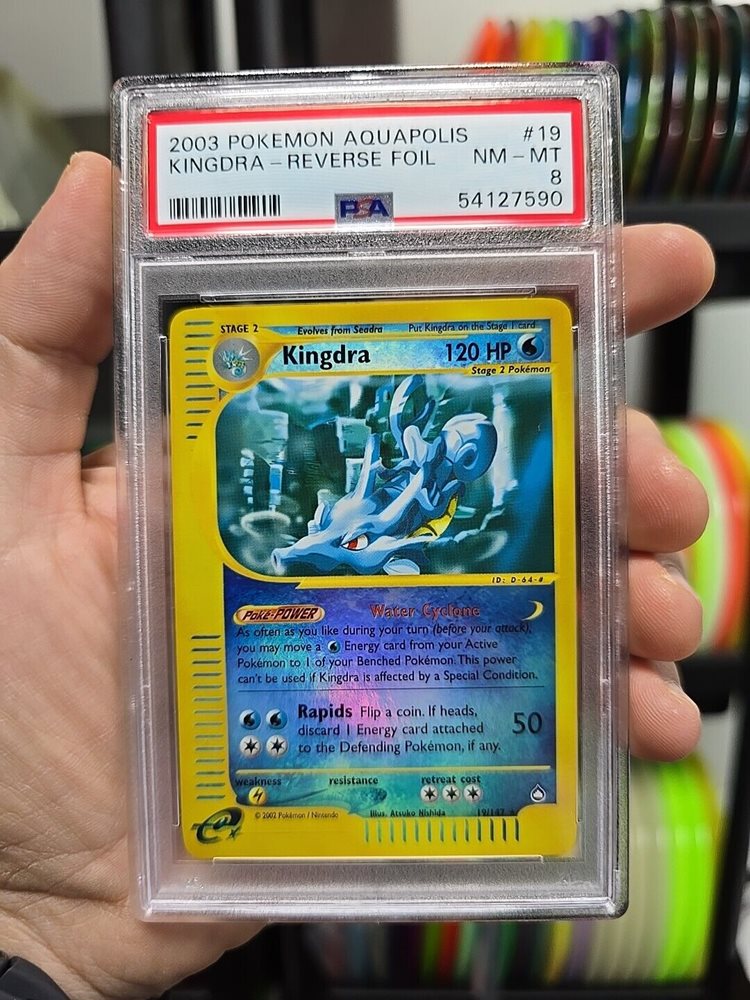 2003 POKEMON AQUAPOLIS #19
KINGDRA - REVERSE FOIL NM - MT
8
PSA 54127590
STAGE 2 Evolves from Seadra Put Kingdra on the Stage 1 card
Kingdra 120 HP
Stage 2 Pokémon
ID: D-64-#
Poké-POWER Water Cyclone
As often as you like during your turn (before your attack),
you may move a Energy card from your Active
Pokémon to 1 of your Benched Pokémon. This power
can't be used if Kingdra is affected by a Special Condition.
Rapids Flip a coin. If heads, 50
discard 1 Energy card attached
to the Defending Pokémon, if any.
weakness resistance retreat cost
© 2002 Pokémon / Nintendo Illus. Atsuko Nishida 19/147
e